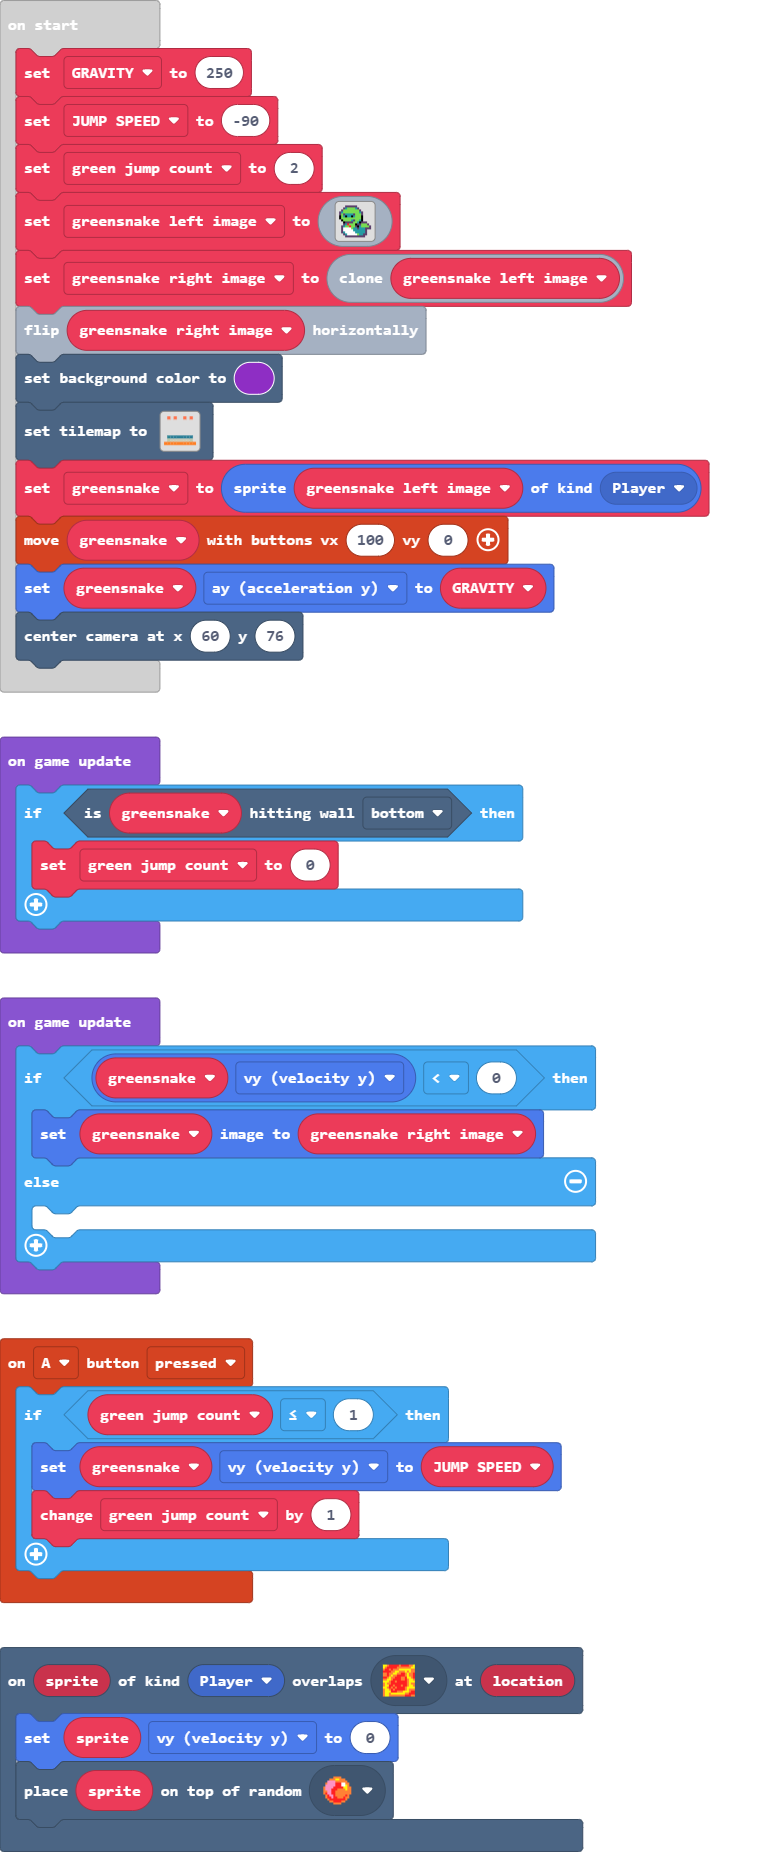 on start
set GRAVITY to 250
set JUMP SPEED to -90
set green jump count to 2
set greensnake left image to
set greensnake right image to clone greensnake left image
flip greensnake right image horizontally
set background color to
set tilemap to
set greensnake to sprite greensnake left image of kind Player
move greensnake with buttons vx 100 vy 0
set greensnake ay (acceleration y) to GRAVITY
center camera at x 60 y 76
on game update
if is greensnake hitting wall bottom then
set green jump count to 0
on game update
if greensnake vy (velocity y) < 0 then
set greensnake image to greensnake right image
else
on A button pressed
if green jump count ≤ 1 then
set greensnake vy (velocity y) to JUMP SPEED
change green jump count by 1
on sprite of kind Player overlaps at location
set sprite vy (velocity y) to 0
place sprite on top of random